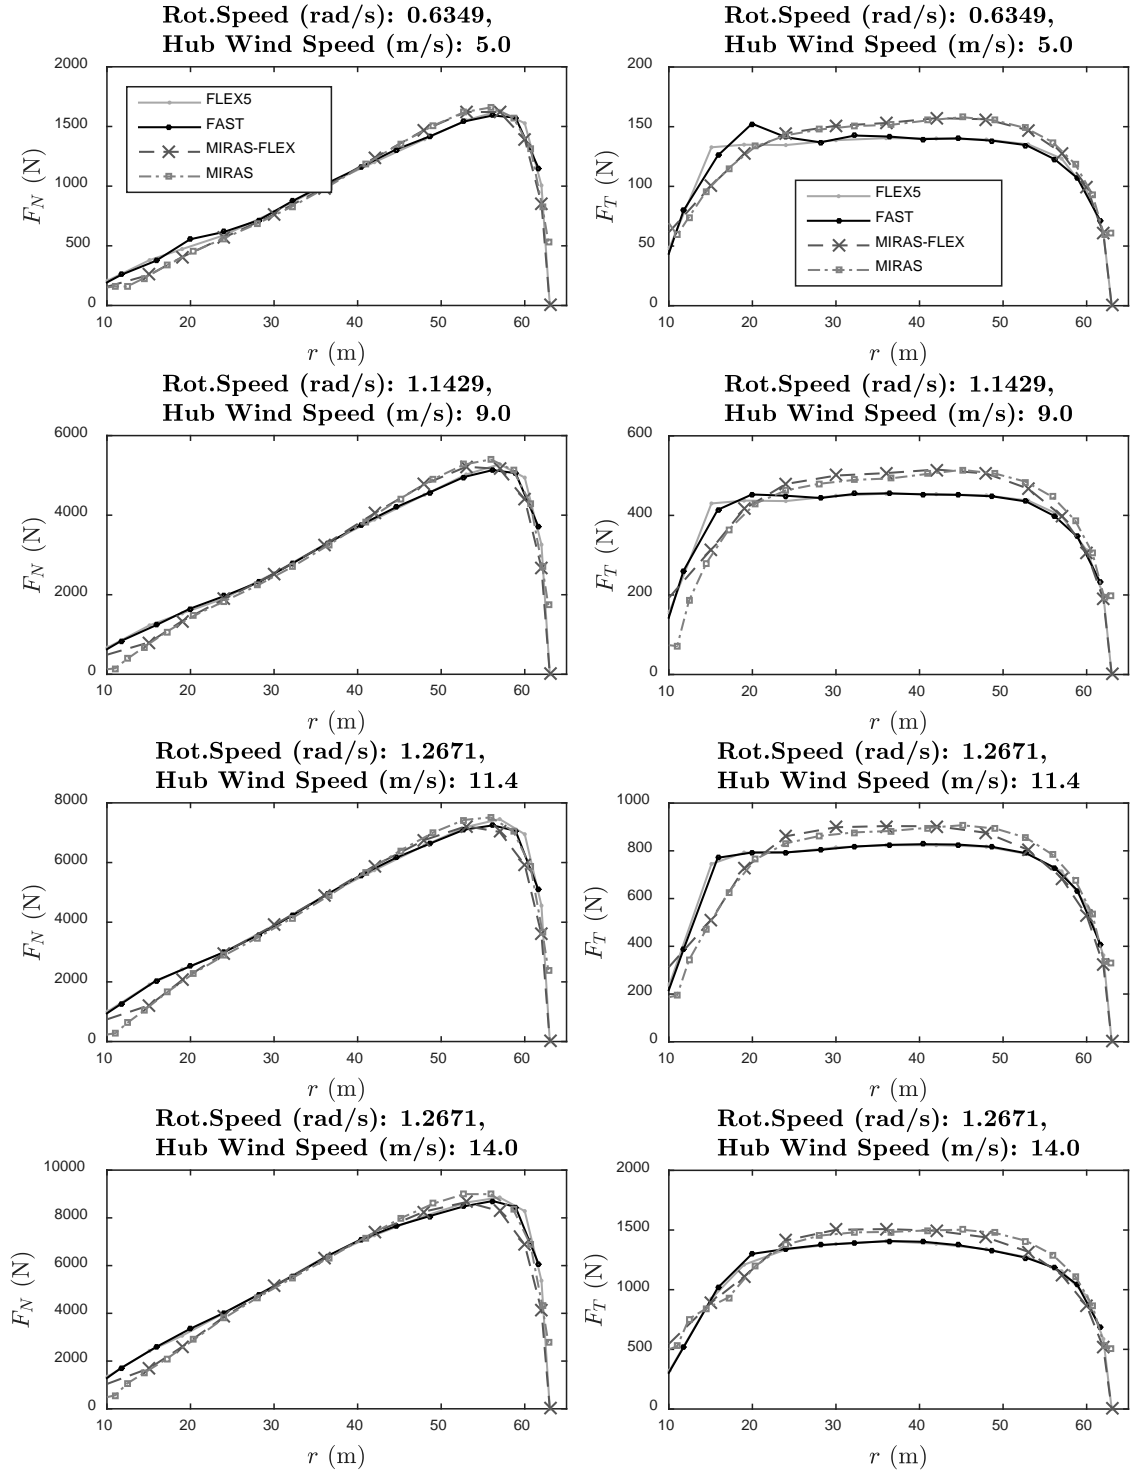 Rot.Speed (rad/s): 0.6349,
Hub Wind Speed (m/s): 5.0
2000
1500
1000
500
0
F_N (N)
FLEX5
FAST
MIRAS-FLEX
MIRAS
10 20 30 40 50 60
r (m)
Rot.Speed (rad/s): 0.6349,
Hub Wind Speed (m/s): 5.0
200
150
100
50
0
F_T (N)
FLEX5
FAST
MIRAS-FLEX
MIRAS
10 20 30 40 50 60
r (m)
Rot.Speed (rad/s): 1.1429,
Hub Wind Speed (m/s): 9.0
6000
4000
2000
0
F_N (N)
10 20 30 40 50 60
r (m)
Rot.Speed (rad/s): 1.1429,
Hub Wind Speed (m/s): 9.0
600
400
200
0
F_T (N)
10 20 30 40 50 60
r (m)
Rot.Speed (rad/s): 1.2671,
Hub Wind Speed (m/s): 11.4
8000
6000
4000
2000
0
F_N (N)
10 20 30 40 50 60
r (m)
Rot.Speed (rad/s): 1.2671,
Hub Wind Speed (m/s): 11.4
1000
800
600
400
200
0
F_T (N)
10 20 30 40 50 60
r (m)
Rot.Speed (rad/s): 1.2671,
Hub Wind Speed (m/s): 14.0
10000
8000
6000
4000
2000
0
F_N (N)
10 20 30 40 50 60
r (m)
Rot.Speed (rad/s): 1.2671,
Hub Wind Speed (m/s): 14.0
2000
1500
1000
500
0
F_T (N)
10 20 30 40 50 60
r (m)